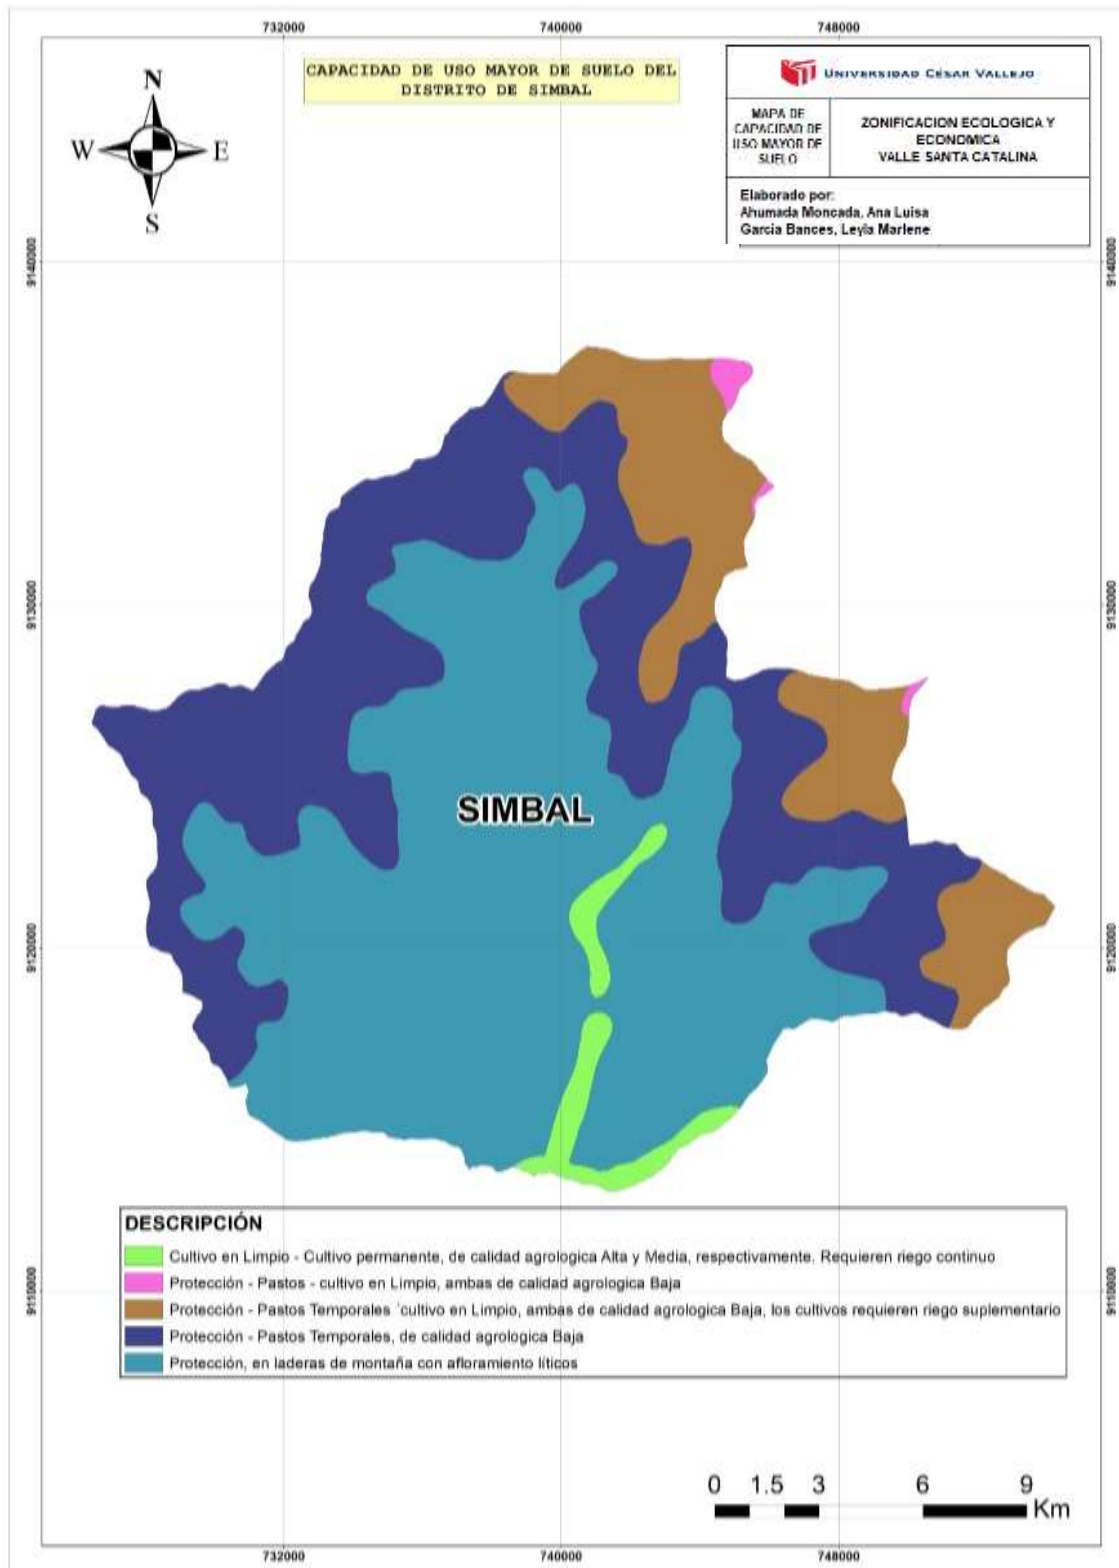 732000 740000 748000
CAPACIDAD DE USO MAYOR DE SUELO DEL
DISTRITO DE SIMBAL
UNIVERSIDAD CÉSAR VALLEJO
MAPA DE
CAPACIDAD DE
USO MAYOR DE
SUELO
ZONIFICACION ECOLOGICA Y
ECONOMICA
VALLE SANTA CATALINA
Elaborado por:
Ahumada Moncada, Ana Luisa
Garcia Bances, Leyla Marlene
N
W E
S
9140000 9140000
9130000 9130000
SIMBAL
9120000 9120000
DESCRIPCIÓN
Cultivo en Limpio - Cultivo permanente, de calidad agrologica Alta y Media, respectivamente. Requieren riego continuo
Protección - Pastos - cultivo en Limpio, ambas de calidad agrologica Baja
Protección - Pastos Temporales ´cultivo en Limpio, ambas de calidad agrologica Baja, los cultivos requieren riego suplementario
Protección - Pastos Temporales, de calidad agrologica Baja
Protección, en laderas de montaña con afloramiento líticos
9110000 9110000
0 1.5 3 6 9
Km
732000 740000 748000